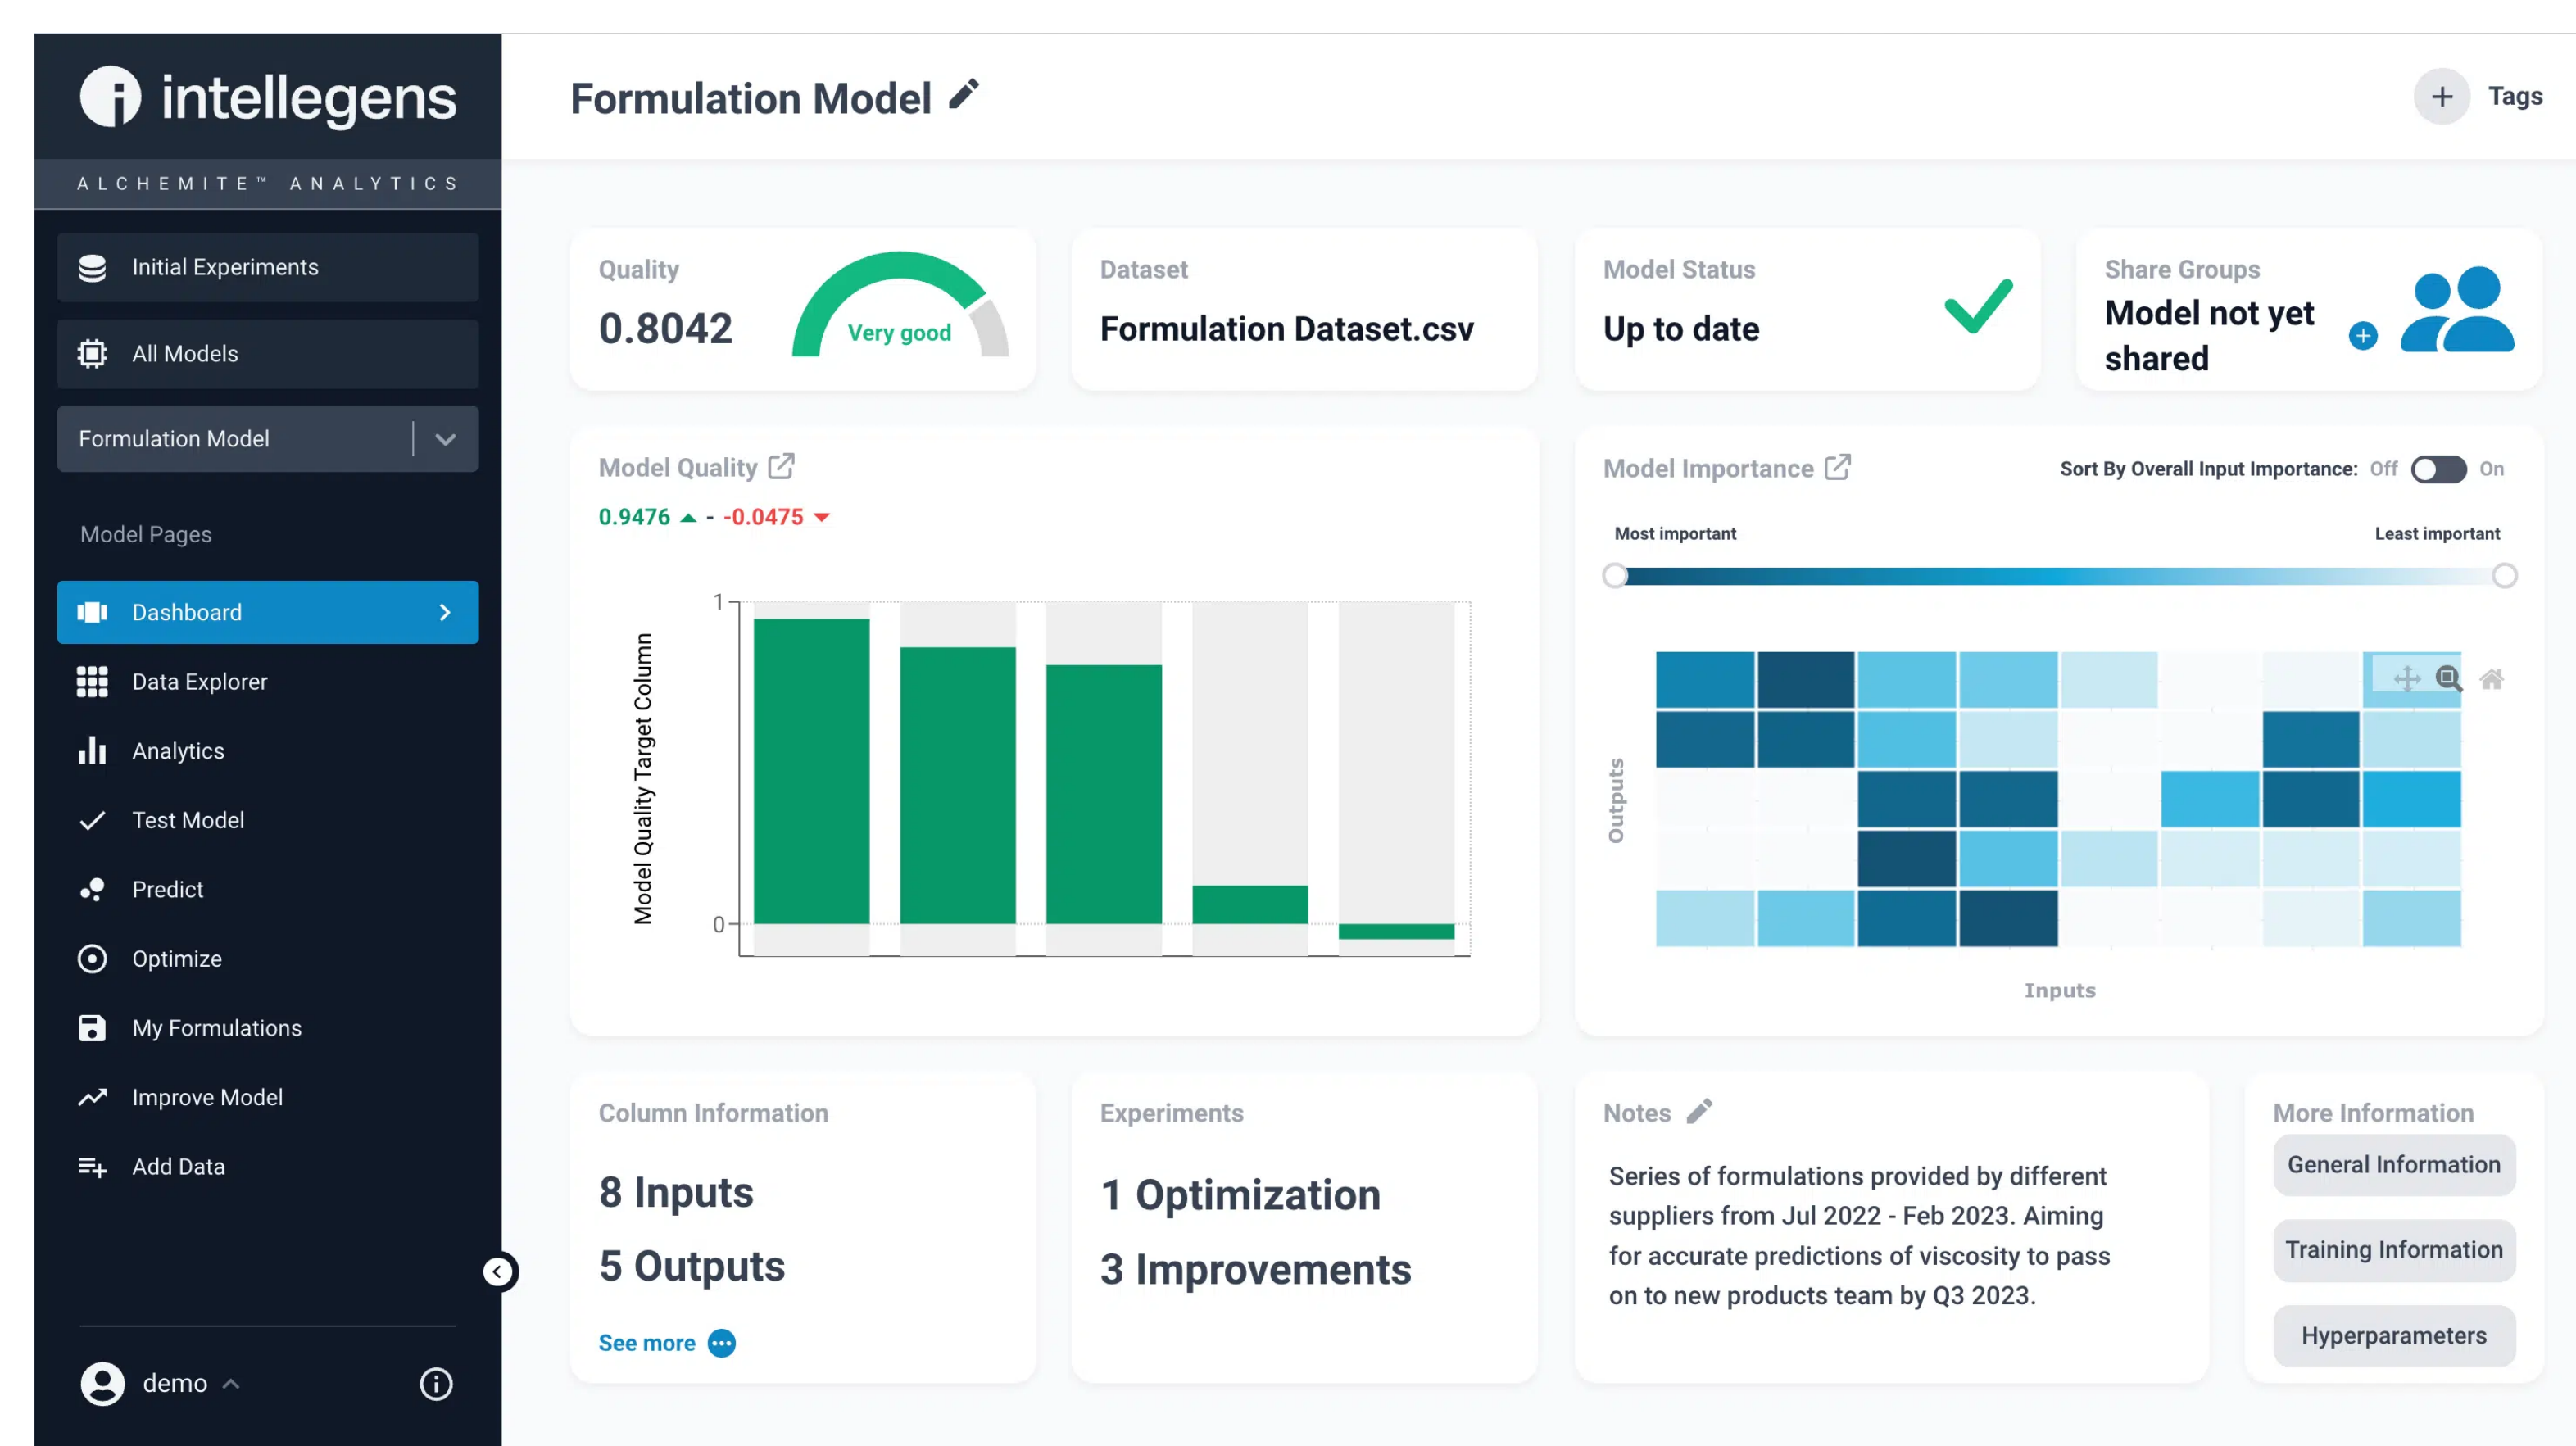 intellegens
ALCHEMITE™ ANALYTICS
Initial Experiments
All Models
Formulation Model
Model Pages
Dashboard
Data Explorer
Analytics
Test Model
Predict
Optimize
My Formulations
Improve Model
Add Data
demo
Formulation Model
Tags
Quality
0.8042
Very good
Dataset
Formulation Dataset.csv
Model Status
Up to date
Share Groups
Model not yet
shared
Model Quality
0.9476 - -0.0475
Model Quality Target Column
1
0
Model Importance
Sort By Overall Input Importance: Off On
Most important Least important
Outputs
Inputs
Column Information
8 Inputs
5 Outputs
See more
Experiments
1 Optimization
3 Improvements
Notes
Series of formulations provided by different
suppliers from Jul 2022 - Feb 2023. Aiming
for accurate predictions of viscosity to pass
on to new products team by Q3 2023.
More Information
General Information
Training Information
Hyperparameters